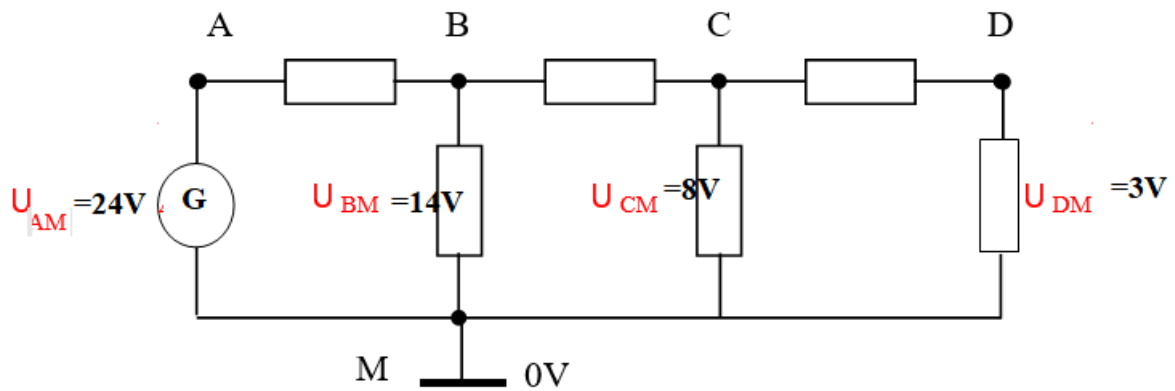 A B C D
U AM =24V G U BM =14V U CM =8V U DM =3V
M 0V